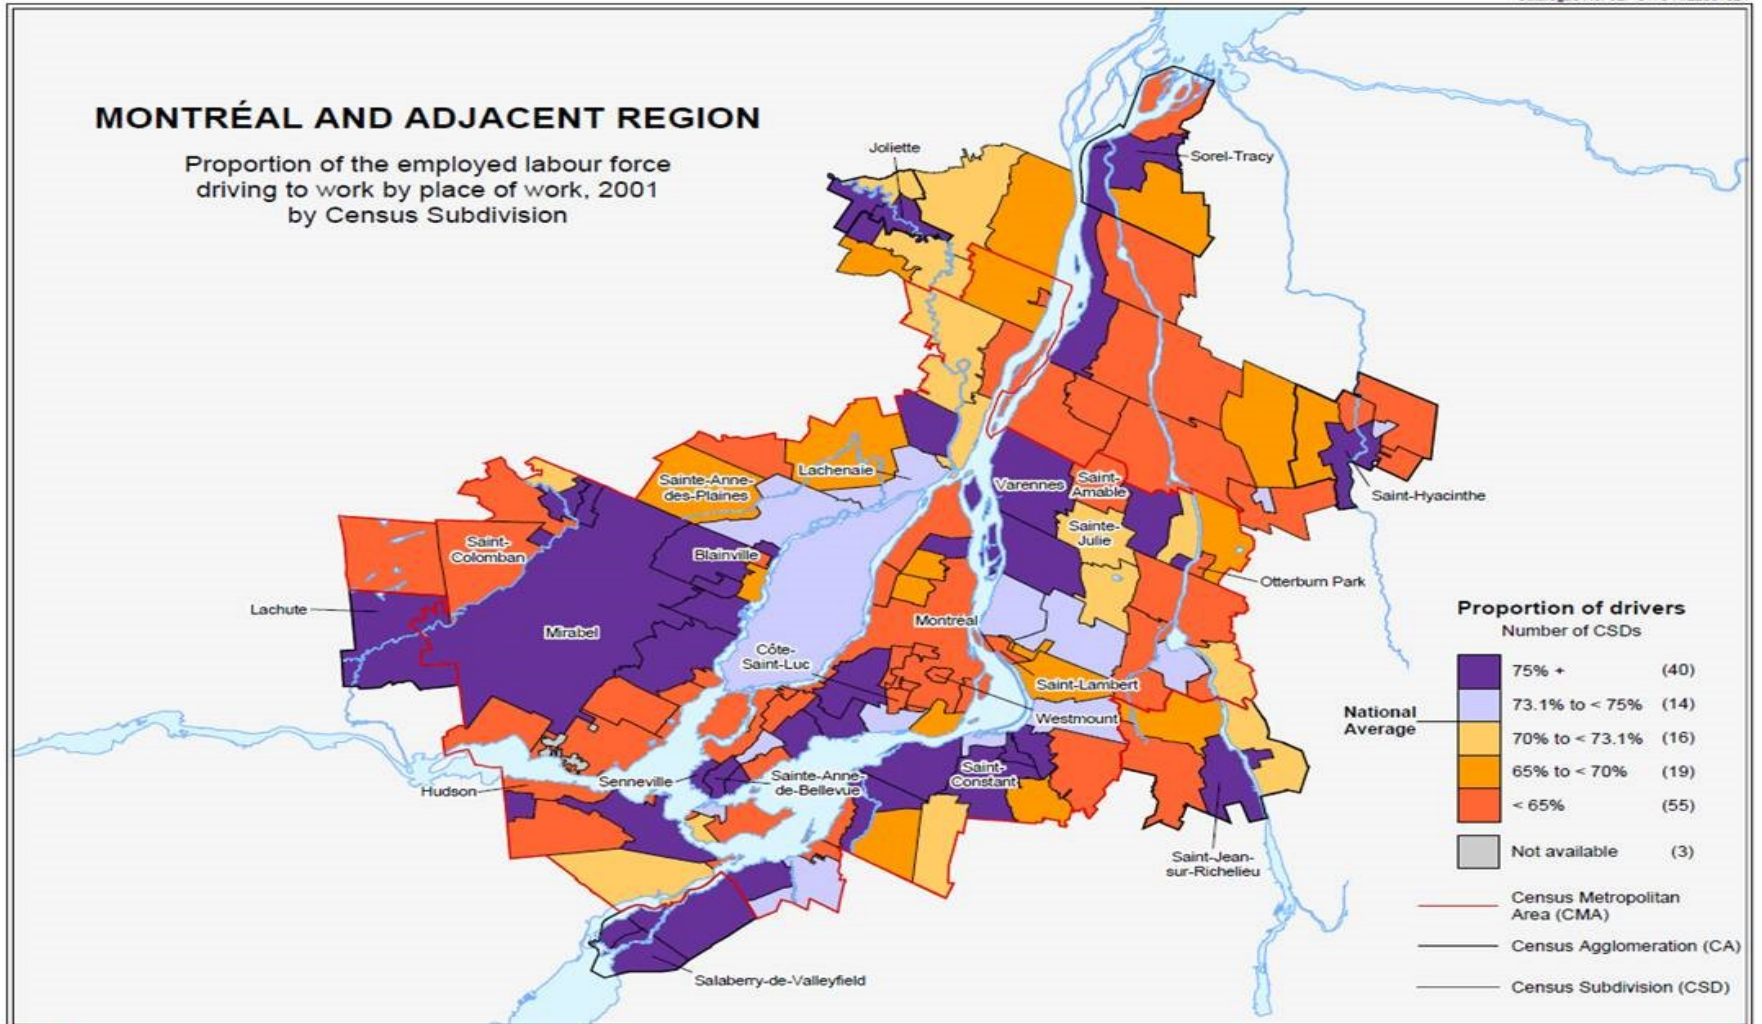 MONTRÉAL AND ADJACENT REGION
Proportion of the employed labour force
driving to work by place of work, 2001
by Census Subdivision
Joliette
Sorel-Tracy
Lachenaie
Sainte-Anne-
des-Plaines
Varennes
Saint-
Amable
Saint-Hyacinthe
Sainte-
Julie
Saint-
Colomban
Blainville
Otterburn Park
Lachute
Mirabel
Montréal
Côte-
Saint-Luc
Saint-Lambert
Westmount
Senneville
Sainte-Anne-
de-Bellevue
Saint-
Constant
Hudson
Saint-Jean-
sur-Richelieu
Salaberry-de-Valleyfield
Proportion of drivers
Number of CSDs
75% + (40)
73.1% to < 75% (14)
National
Average
70% to < 73.1% (16)
65% to < 70% (19)
< 65% (55)
Not available (3)
Census Metropolitan
Area (CMA)
Census Agglomeration (CA)
Census Subdivision (CSD)